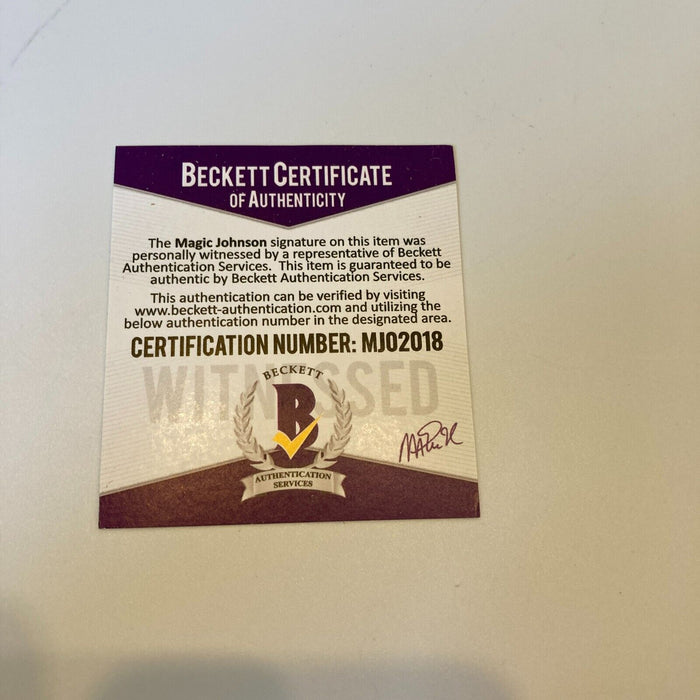 BECKETT CERTIFICATE
OF AUTHENTICITY
The Magic Johnson signature on this item was
personally witnessed by a representative of Beckett
Authentication Services. This item is guaranteed to be
authentic by Beckett Authentication Services.
This authentication can be verified by visiting
www.beckett-authentication.com and utilizing the
below authentication number in the designated area.
CERTIFICATION NUMBER: MJ02018
WITNESSED
BECKETT
B
AUTHENTICATION
SERVICES